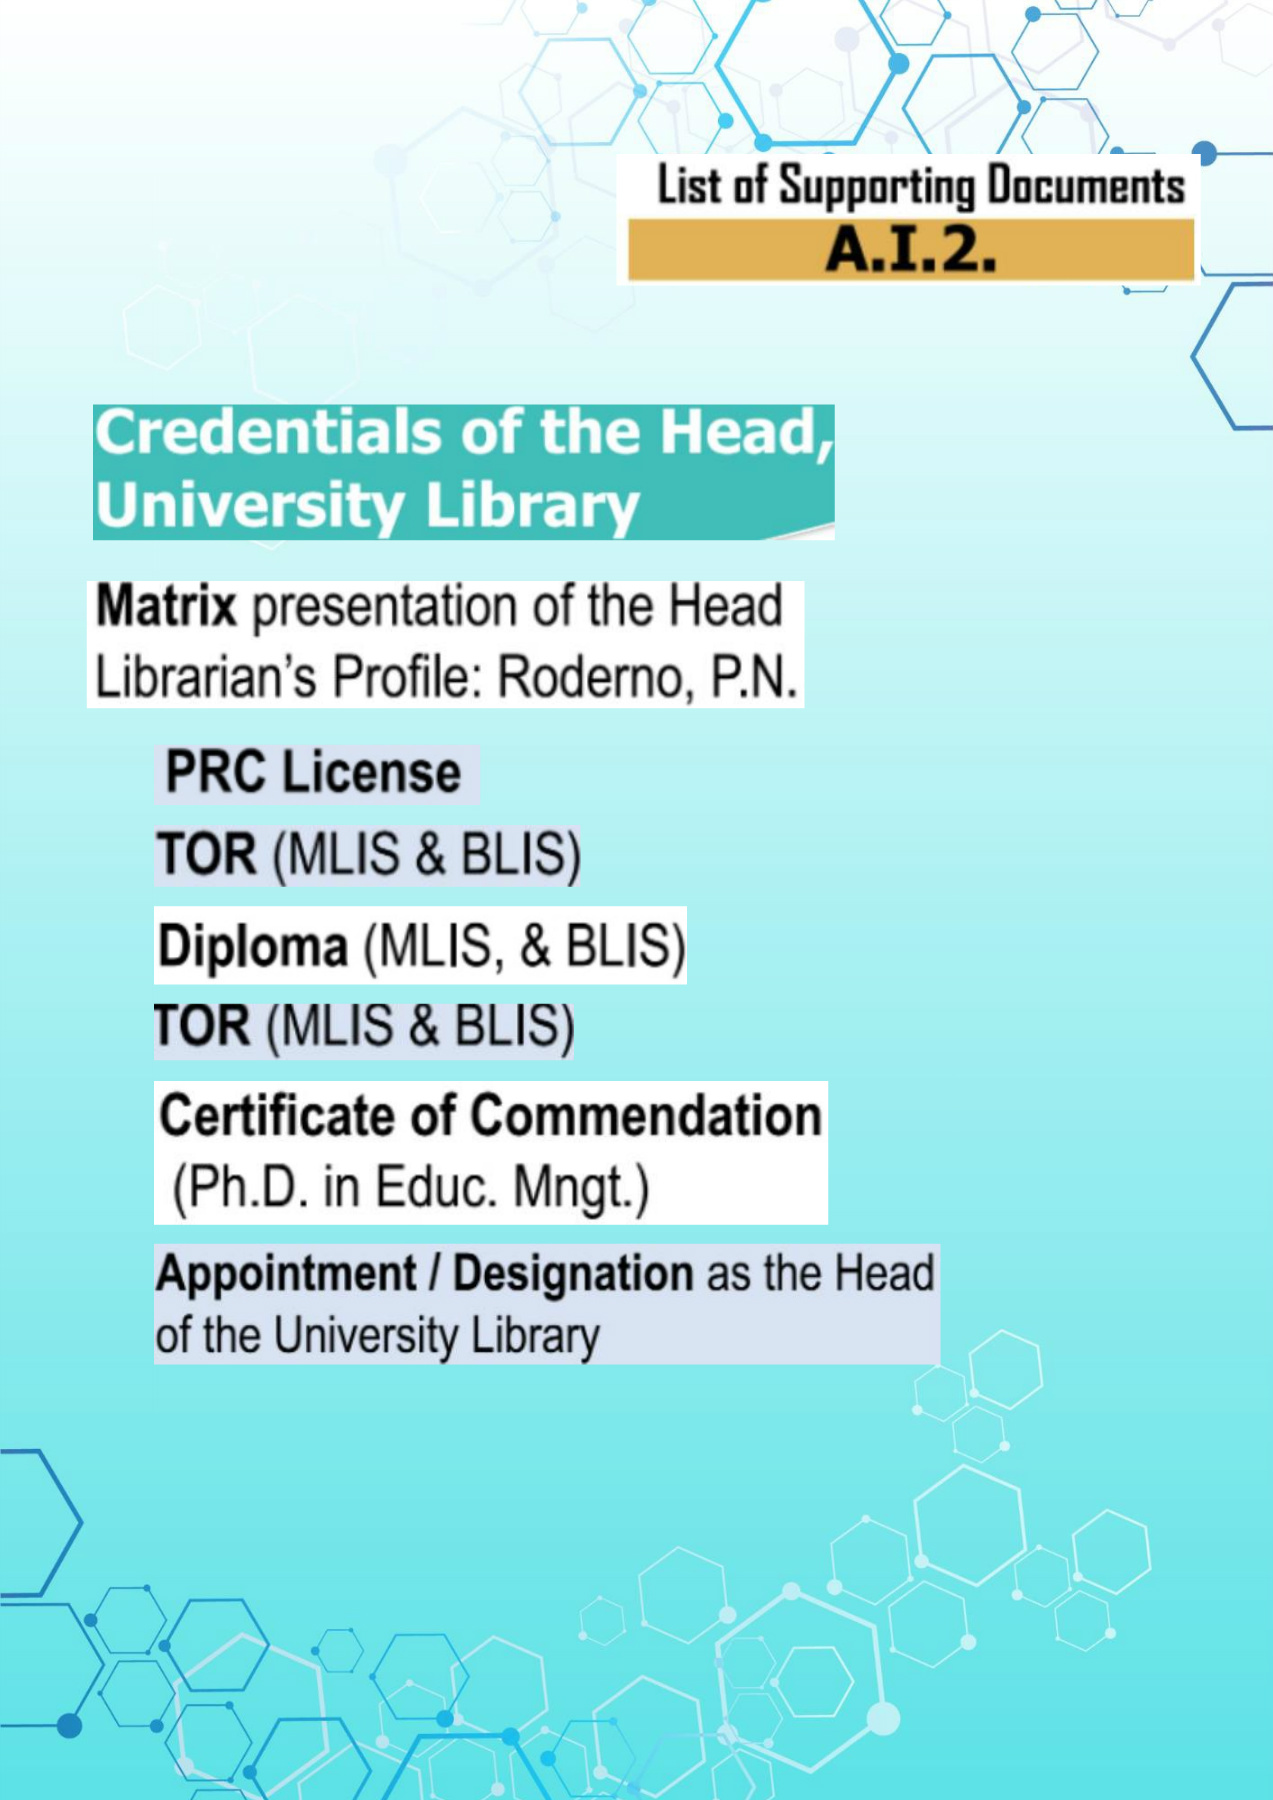 List of Supporting Documents
A.I.2.
Credentials of the Head,
University Library
Matrix presentation of the Head
Librarian's Profile: Roderno, P.N.
PRC License
TOR (MLIS & BLIS)
Diploma (MLIS, & BLIS)
TOR (MLIS & BLIS)
Certificate of Commendation
(Ph.D. in Educ. Mngt.)
Appointment / Designation as the Head
of the University Library